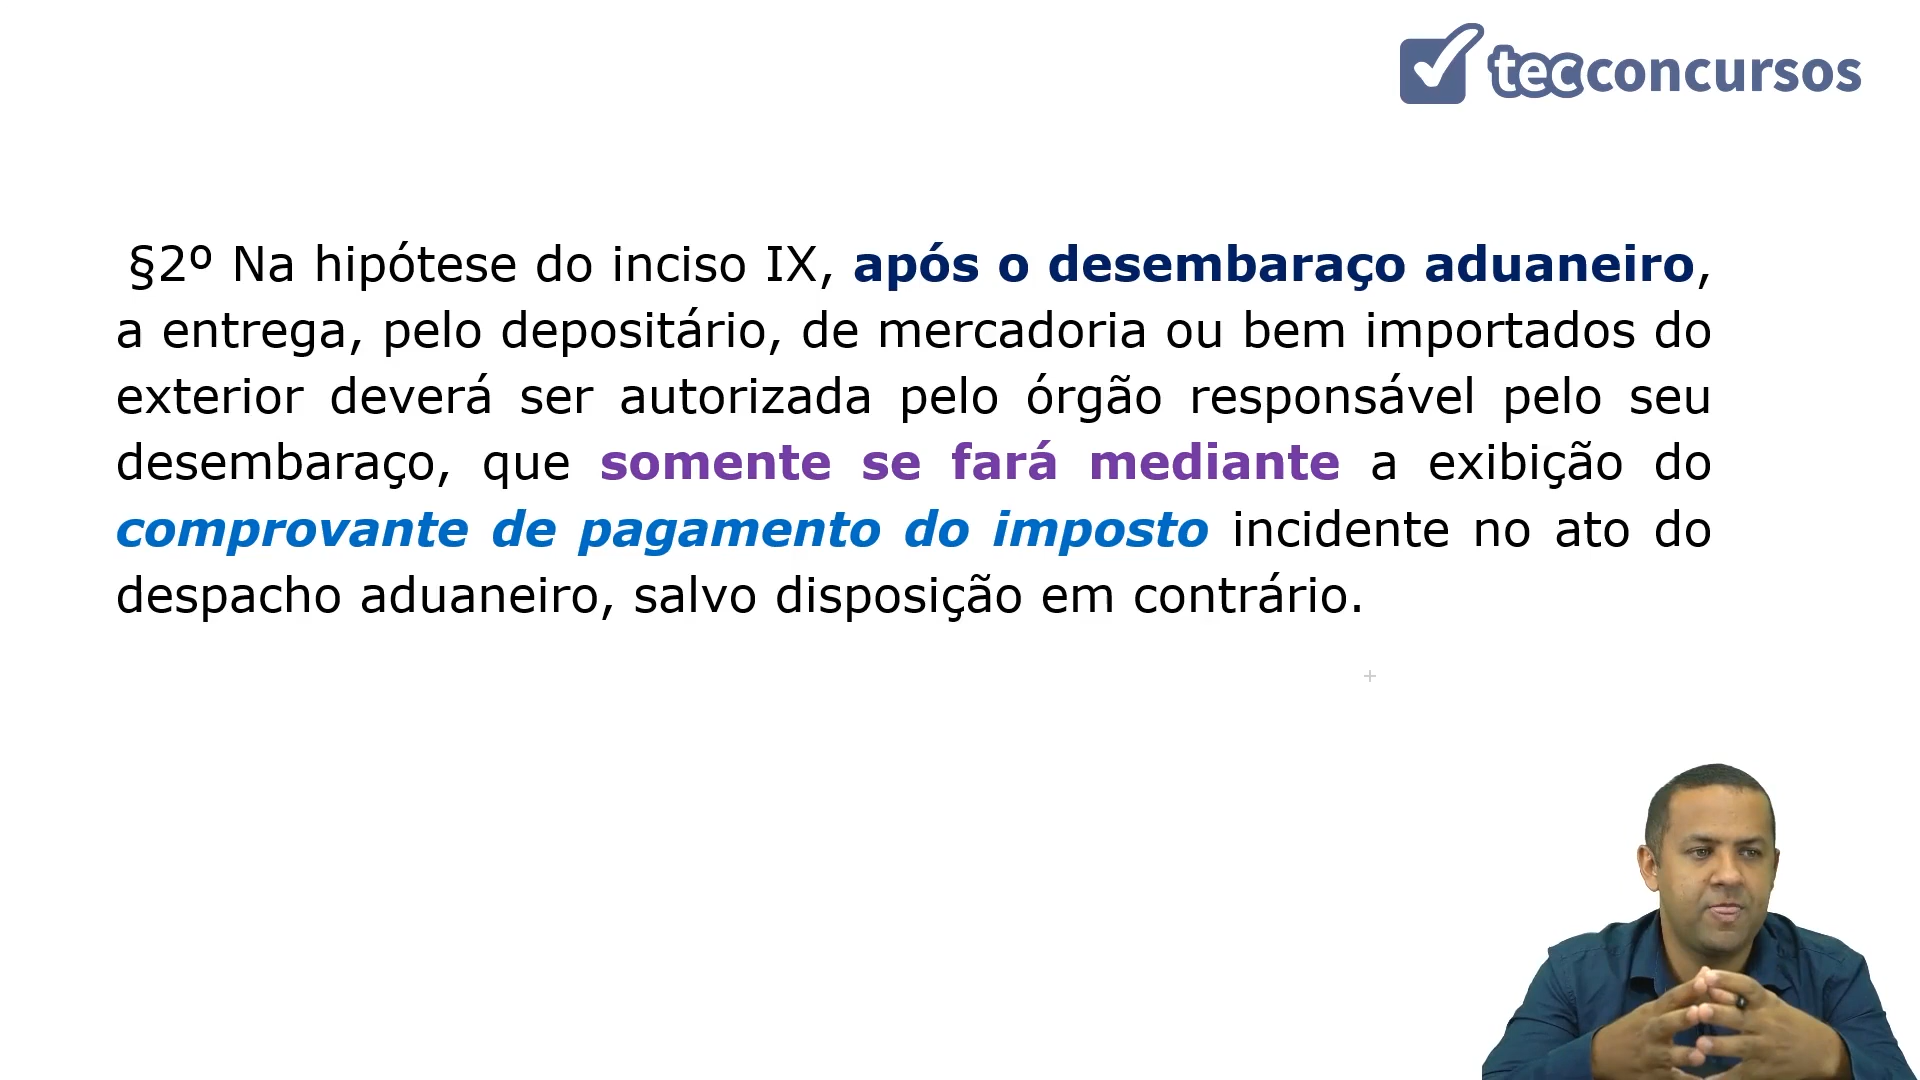 tecconcursos
§2º Na hipótese do inciso IX, após o desembaraço aduaneiro,
a entrega, pelo depositário, de mercadoria ou bem importados do
exterior deverá ser autorizada pelo órgão responsável pelo seu
desembaraço, que somente se fará mediante a exibição do
comprovante de pagamento do imposto incidente no ato do
despacho aduaneiro, salvo disposição em contrário.